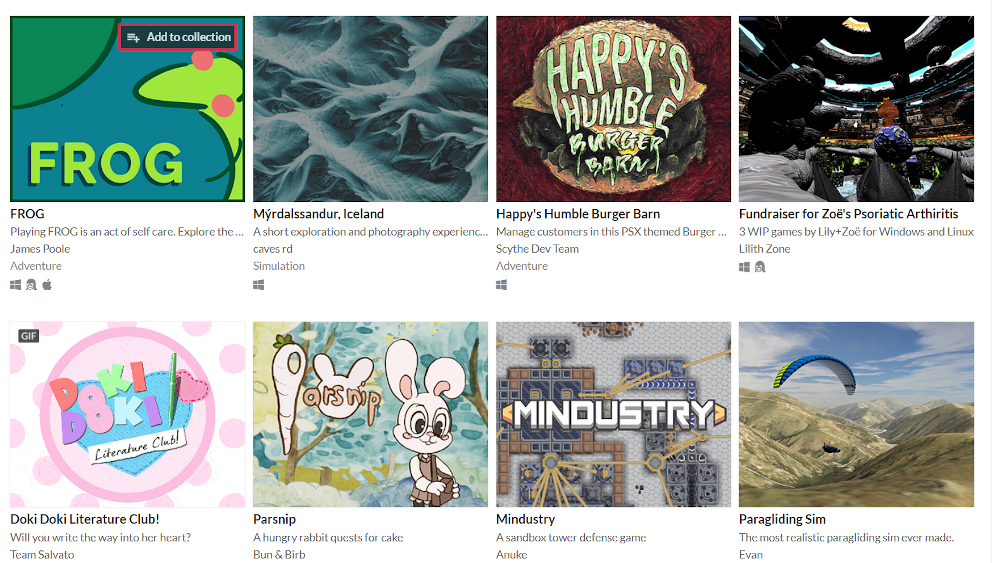 Add to collection
FROG
HAPPY'S
HUMBLE
BURGER
BARN
FROG
Mýrdalssandur, Iceland
Happy's Humble Burger Barn
Fundraiser for Zoë's Psoriatic Arthiritis
Playing FROG is an act of self care. Explore the ...
A short exploration and photography experienc...
Manage customers in this PSX themed Burger ...
3 WIP games by Lily+Zoë for Windows and Linux
James Poole
caves rd
Scythe Dev Team
Lilith Zone
Adventure
Simulation
Adventure
GIF
DOKI
DOKI
Literature Club!
Parsnip
MINDUSTRY
Doki Doki Literature Club!
Parsnip
Mindustry
Paragliding Sim
Will you write the way into her heart?
A hungry rabbit quests for cake
A sandbox tower defense game
The most realistic paragliding sim ever made.
Team Salvato
Bun & Birb
Anuke
Evan